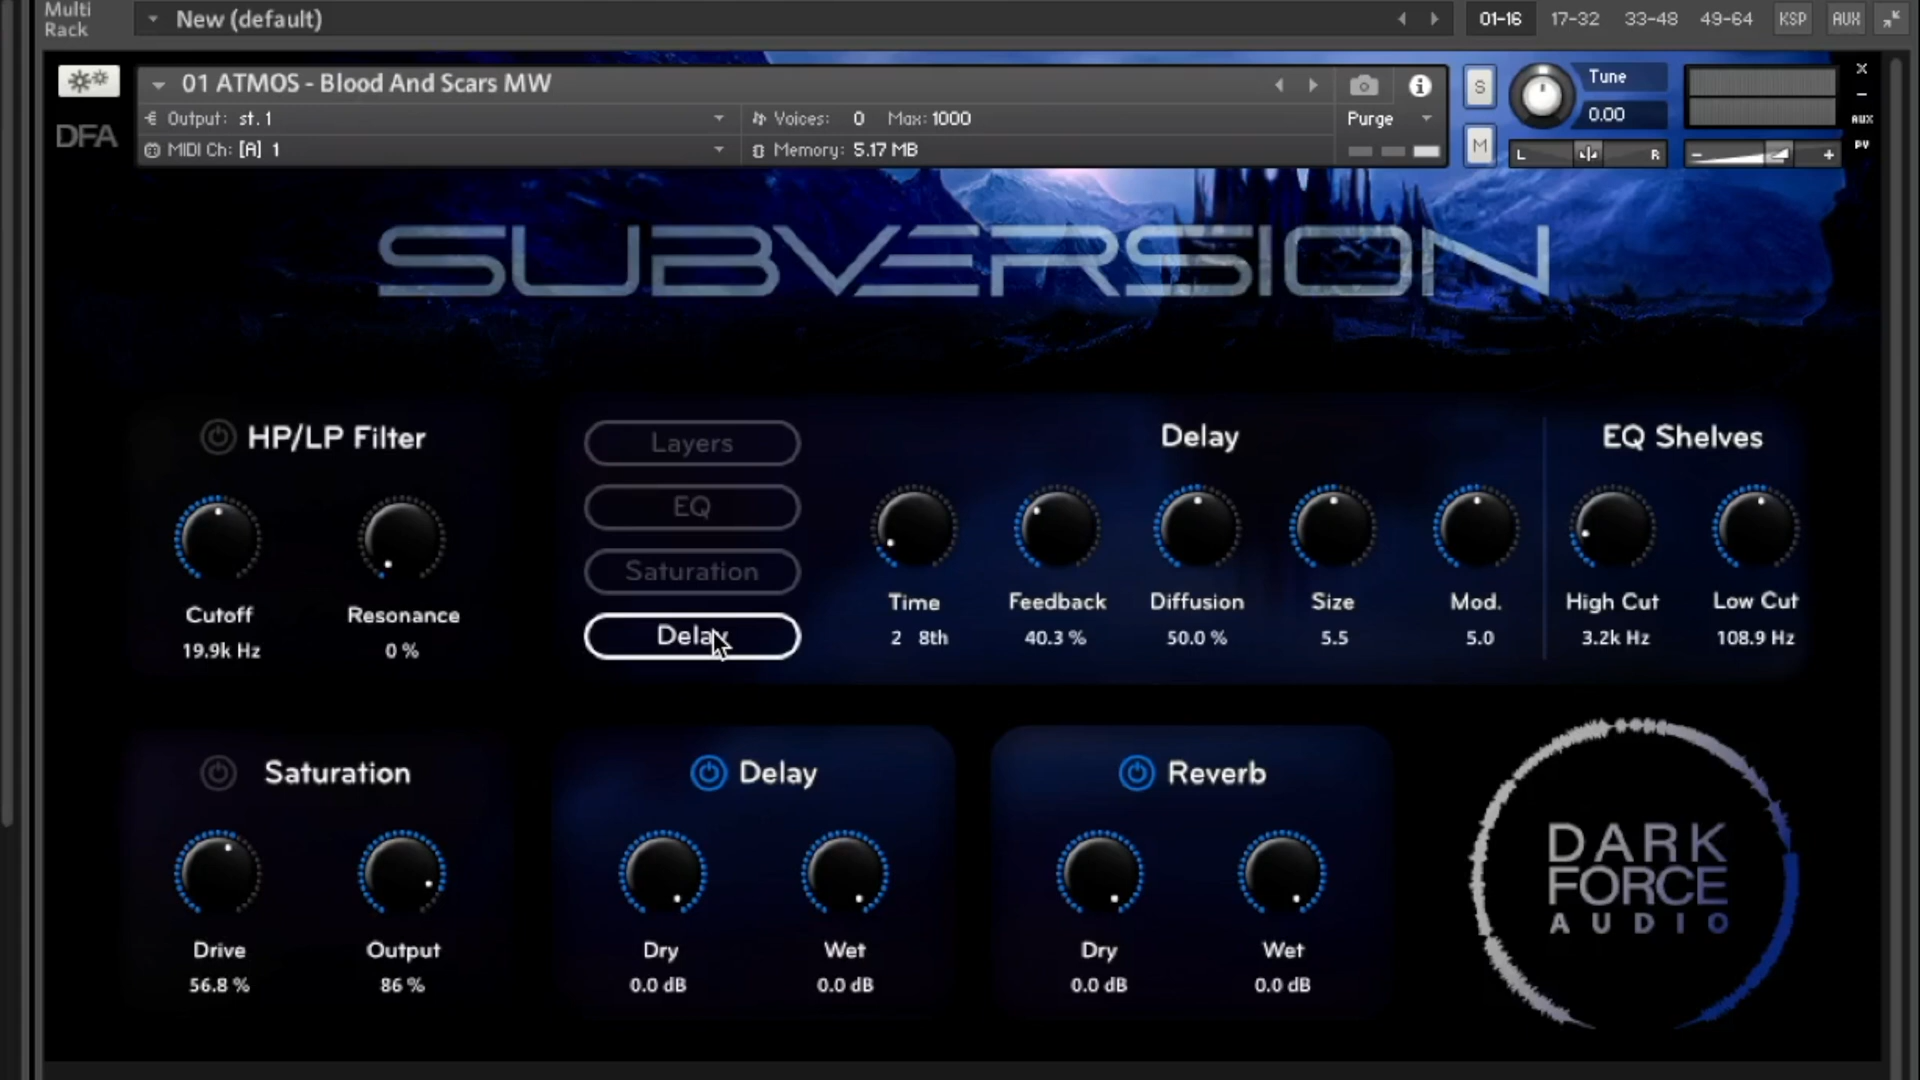 Multi Rack
New (default)
01-16 17-32 33-48 49-64 KSP AUX
01 ATMOS - Blood And Scars MW
DFA
Output: st.1
Voices: 0 Max: 1000
Purge
MIDI Ch: [A] 1
Memory: 5.17 MB
S
M
Tune
0.00
L R
- +
x
-
AUX
PV
SUBVERSION
HP/LP Filter
Cutoff Resonance
19.9k Hz 0 %
Layers
EQ
Saturation
Delay
Delay
Time Feedback Diffusion Size Mod.
2 8th 40.3 % 50.0 % 5.5 5.0
EQ Shelves
High Cut Low Cut
3.2k Hz 108.9 Hz
Saturation
Drive Output
56.8 % 86 %
Delay
Dry Wet
0.0 dB 0.0 dB
Reverb
Dry Wet
0.0 dB 0.0 dB
DARK
FORCE
AUDIO